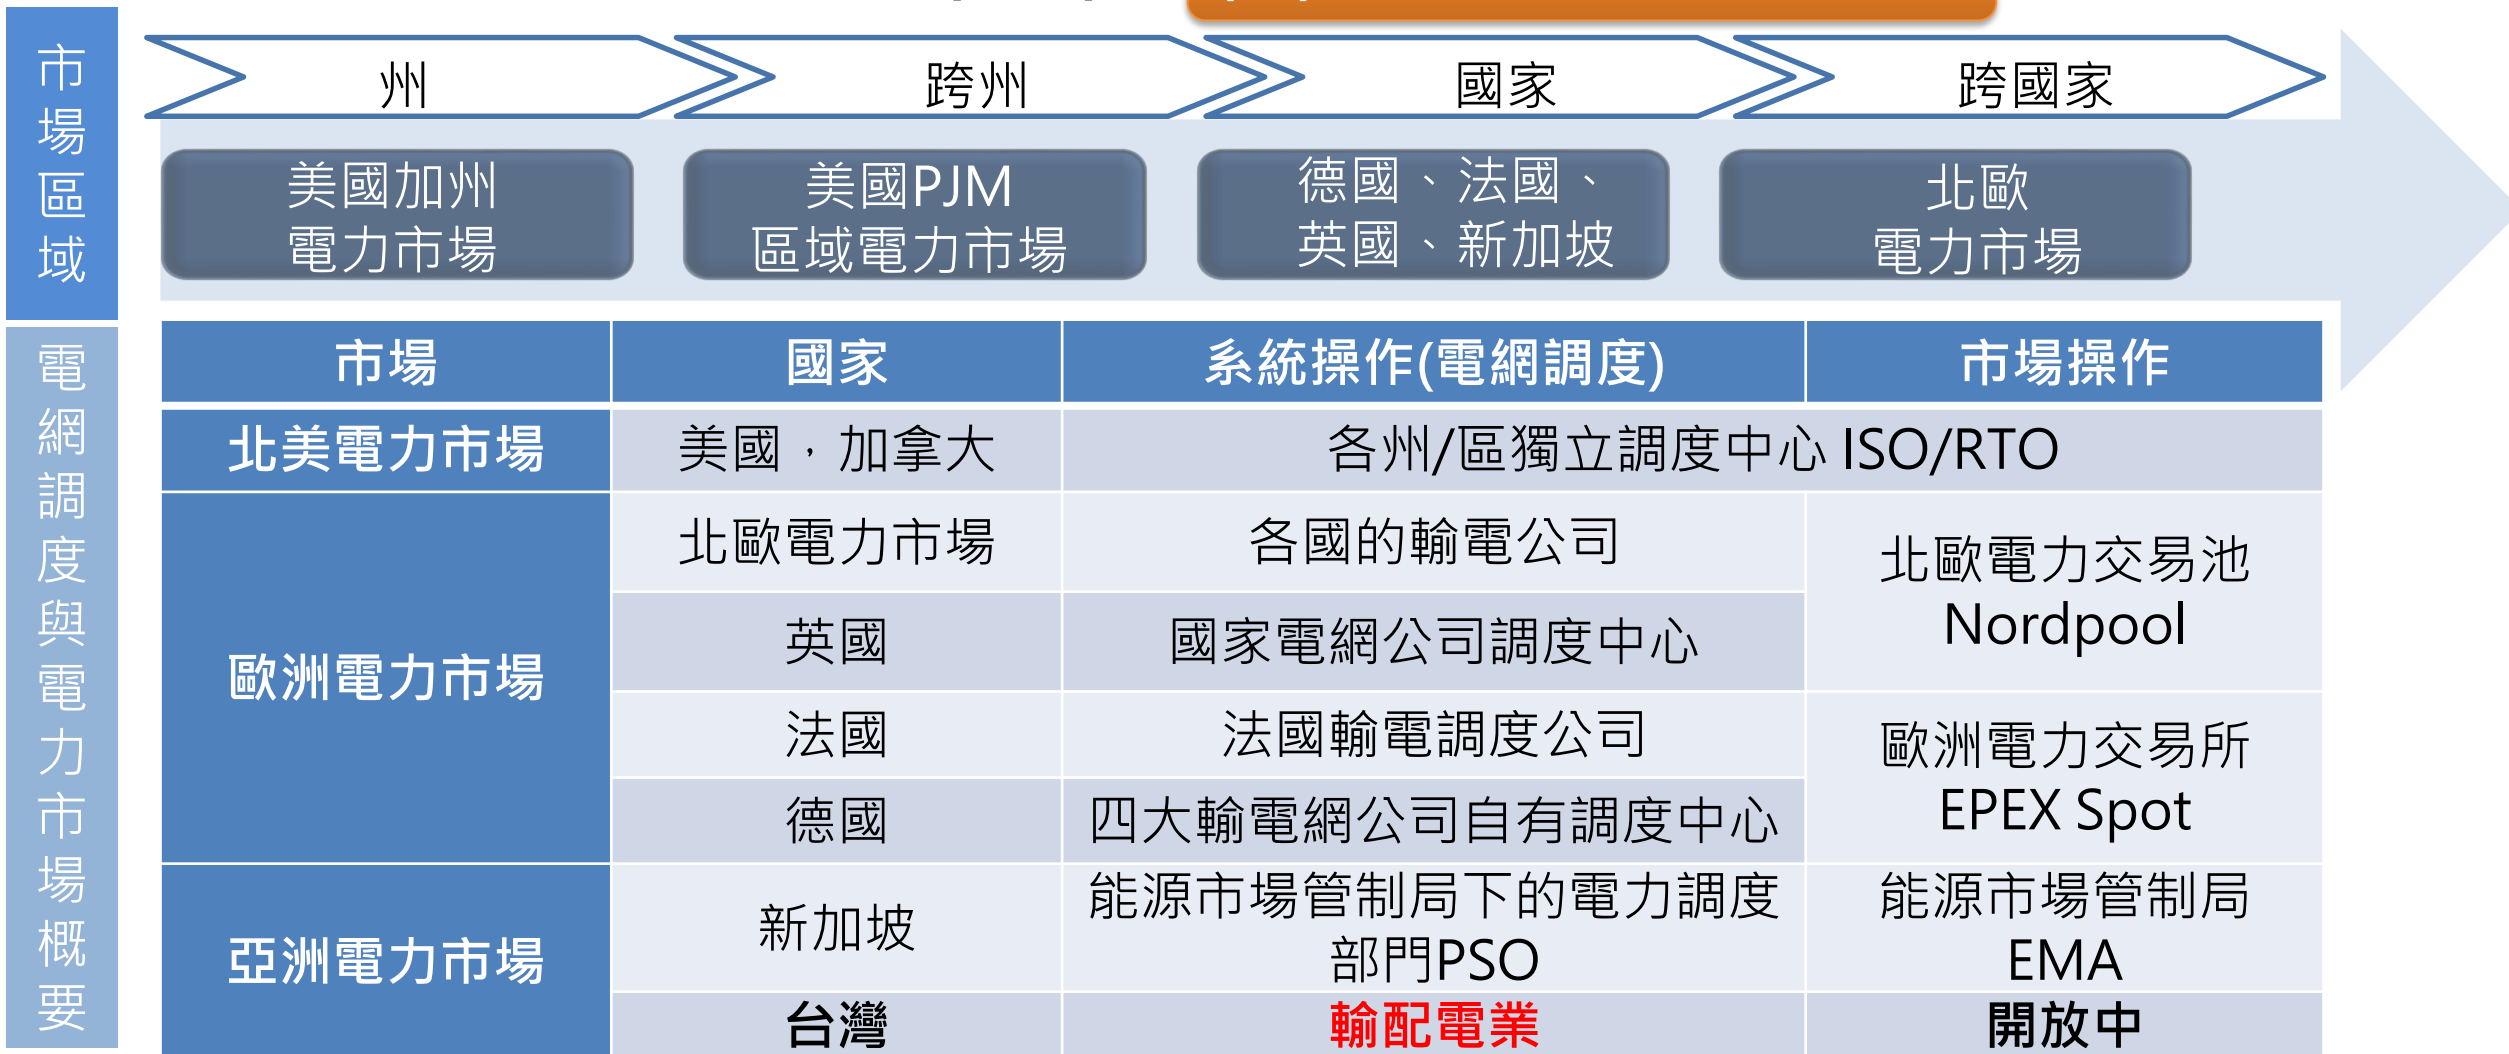 市場區域
州
跨州
國家
跨國家
美國加州
電力市場
美國PJM
區域電力市場
德國、法國、
英國、新加坡
北歐
電力市場
電網調度與電力市場概要
市場
國家
系統操作(電網調度)
市場操作
北美電力市場
美國，加拿大
各州/區獨立調度中心 ISO/RTO
歐洲電力市場
北歐電力市場
各國的輸電公司
北歐電力交易池
Nordpool
英國
國家電網公司調度中心
法國
法國輸電調度公司
歐洲電力交易所
EPEX Spot
德國
四大輸電網公司自有調度中心
亞洲電力市場
新加坡
能源市場管制局下的電力調度
部門PSO
能源市場管制局
EMA
台灣
輸配電業
開放中